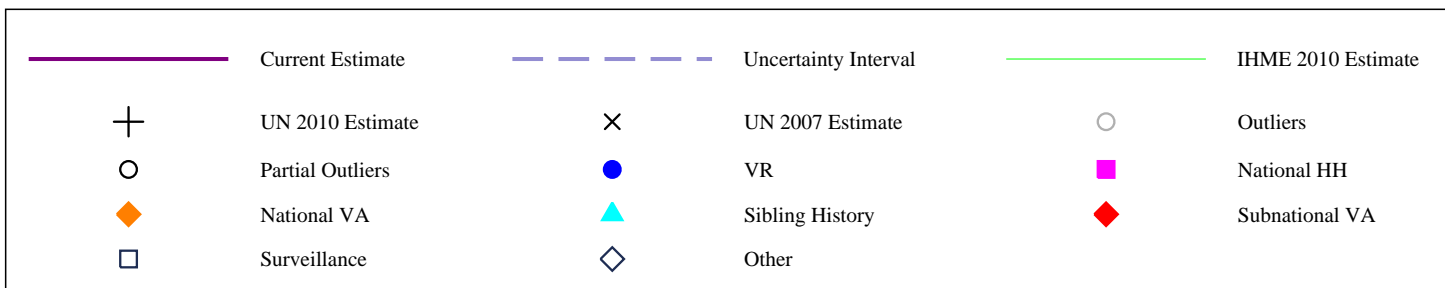 Current Estimate Uncertainty Interval IHME 2010 Estimate
UN 2010 Estimate UN 2007 Estimate Outliers
Partial Outliers VR National HH
National VA Sibling History Subnational VA
Surveillance Other